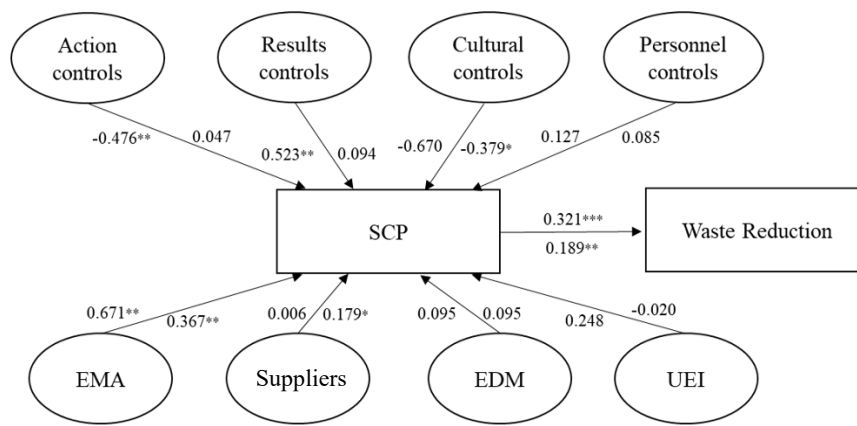 Action
controls
Results
controls
Cultural
controls
Personnel
controls
-0.476**
0.047
0.523**
0.094
-0.670
-0.379*
0.127
0.085
SCP
0.321***
0.189**
Waste Reduction
0.671**
0.367**
0.006
0.179*
0.095
0.095
0.248
-0.020
EMA
Suppliers
EDM
UEI